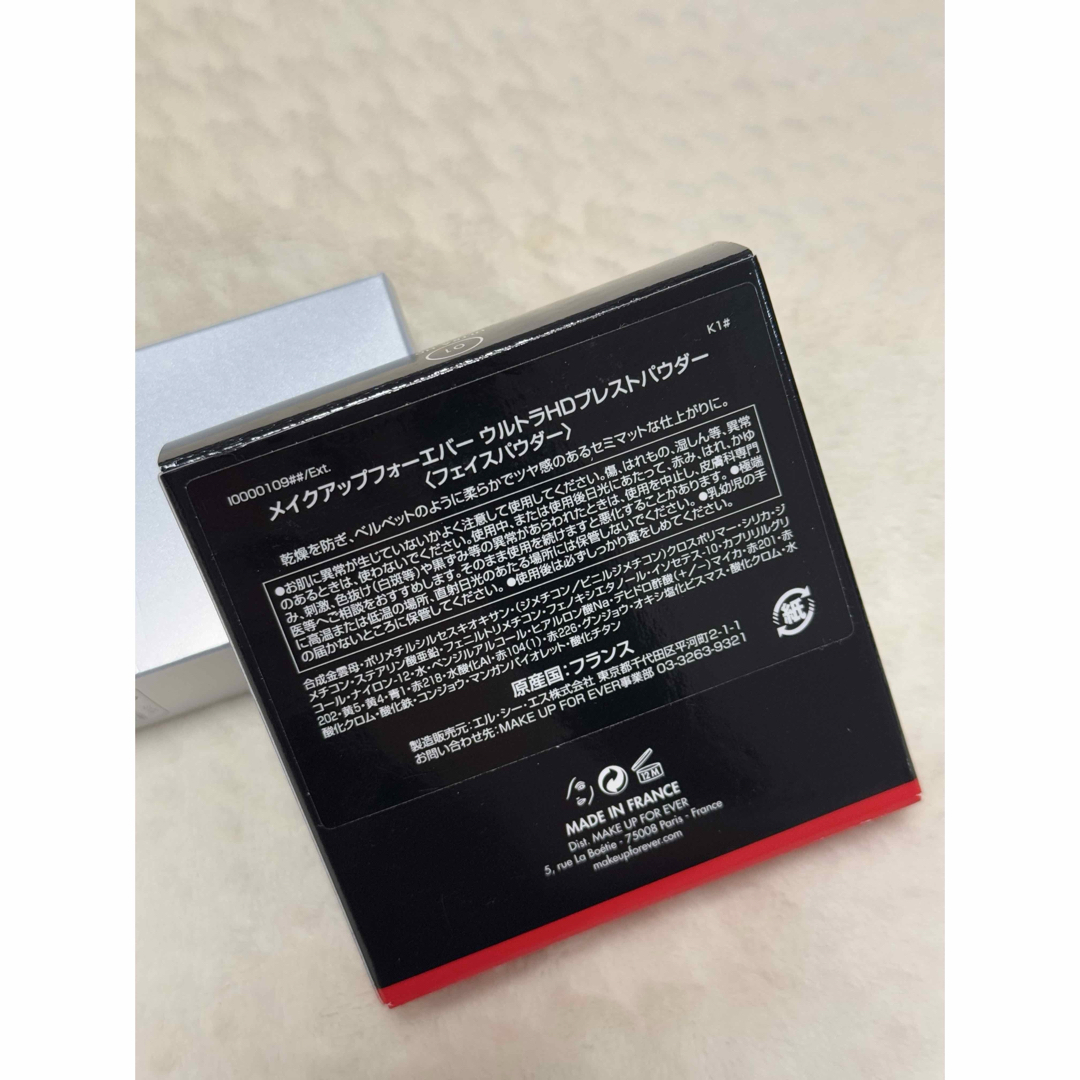 01
K1#
I0000109##/Ext.
メイクアップフォーエバー ウルトラHDプレストパウダー
〈フェイスパウダー〉
乾燥を防ぎ、ベルベットのように柔らかでツヤ感のあるセミマットな仕上がりに。
●お肌に異常が生じていないかよく注意して使用してください。傷、はれもの、湿しん等、異常
のあるときは、使わないでください。使用中、または使用後日光にあたって、赤み、はれ、かゆ
み、刺激、色抜け(白斑等)や黒ずみ等の異常があらわれたときは、使用を中止し、皮膚科専門
医等へご相談をおすすめします。そのまま使用を続けますと悪化することがあります。●極端
に高温または低温の場所、直射日光のあたる場所には保管しないでください。●乳幼児の手
の届かないところに保管してください。●使用後は必ずしっかり蓋をしめてください。
合成金雲母・ポリメチルシルセスキオキサン・(ジメチコン/ビニルジメチコン)クロスポリマー・シリカ・ジ
メチコン・ステアリン酸亜鉛・フェニルトリメチコン・フェノキシエタノール・イソセテス-10・カプリリルグリ
コール・ナイロン-12・水・ベンジルアルコール・ヒアルロン酸Na・デヒドロ酢酸(+/-)マイカ・赤201・赤
202・黄5・黄4・青1・赤218・水酸化Al・赤104(1)・赤226・グンジョウ・オキシ塩化ビスマス・酸化クロム・水
酸化クロム・酸化鉄・コンジョウ・マンガンバイオレット・酸化チタン
原産国:フランス
紙
製造販売元:エル・シー・エス株式会社 東京都千代田区平河町2-1-1
お問い合わせ先:MAKE UP FOR EVER事業部 03-3263-9321
12M
MADE IN FRANCE
Dist. MAKE UP FOR EVER
5, rue La Boétie - 75008 Paris - France
makeupforever.com